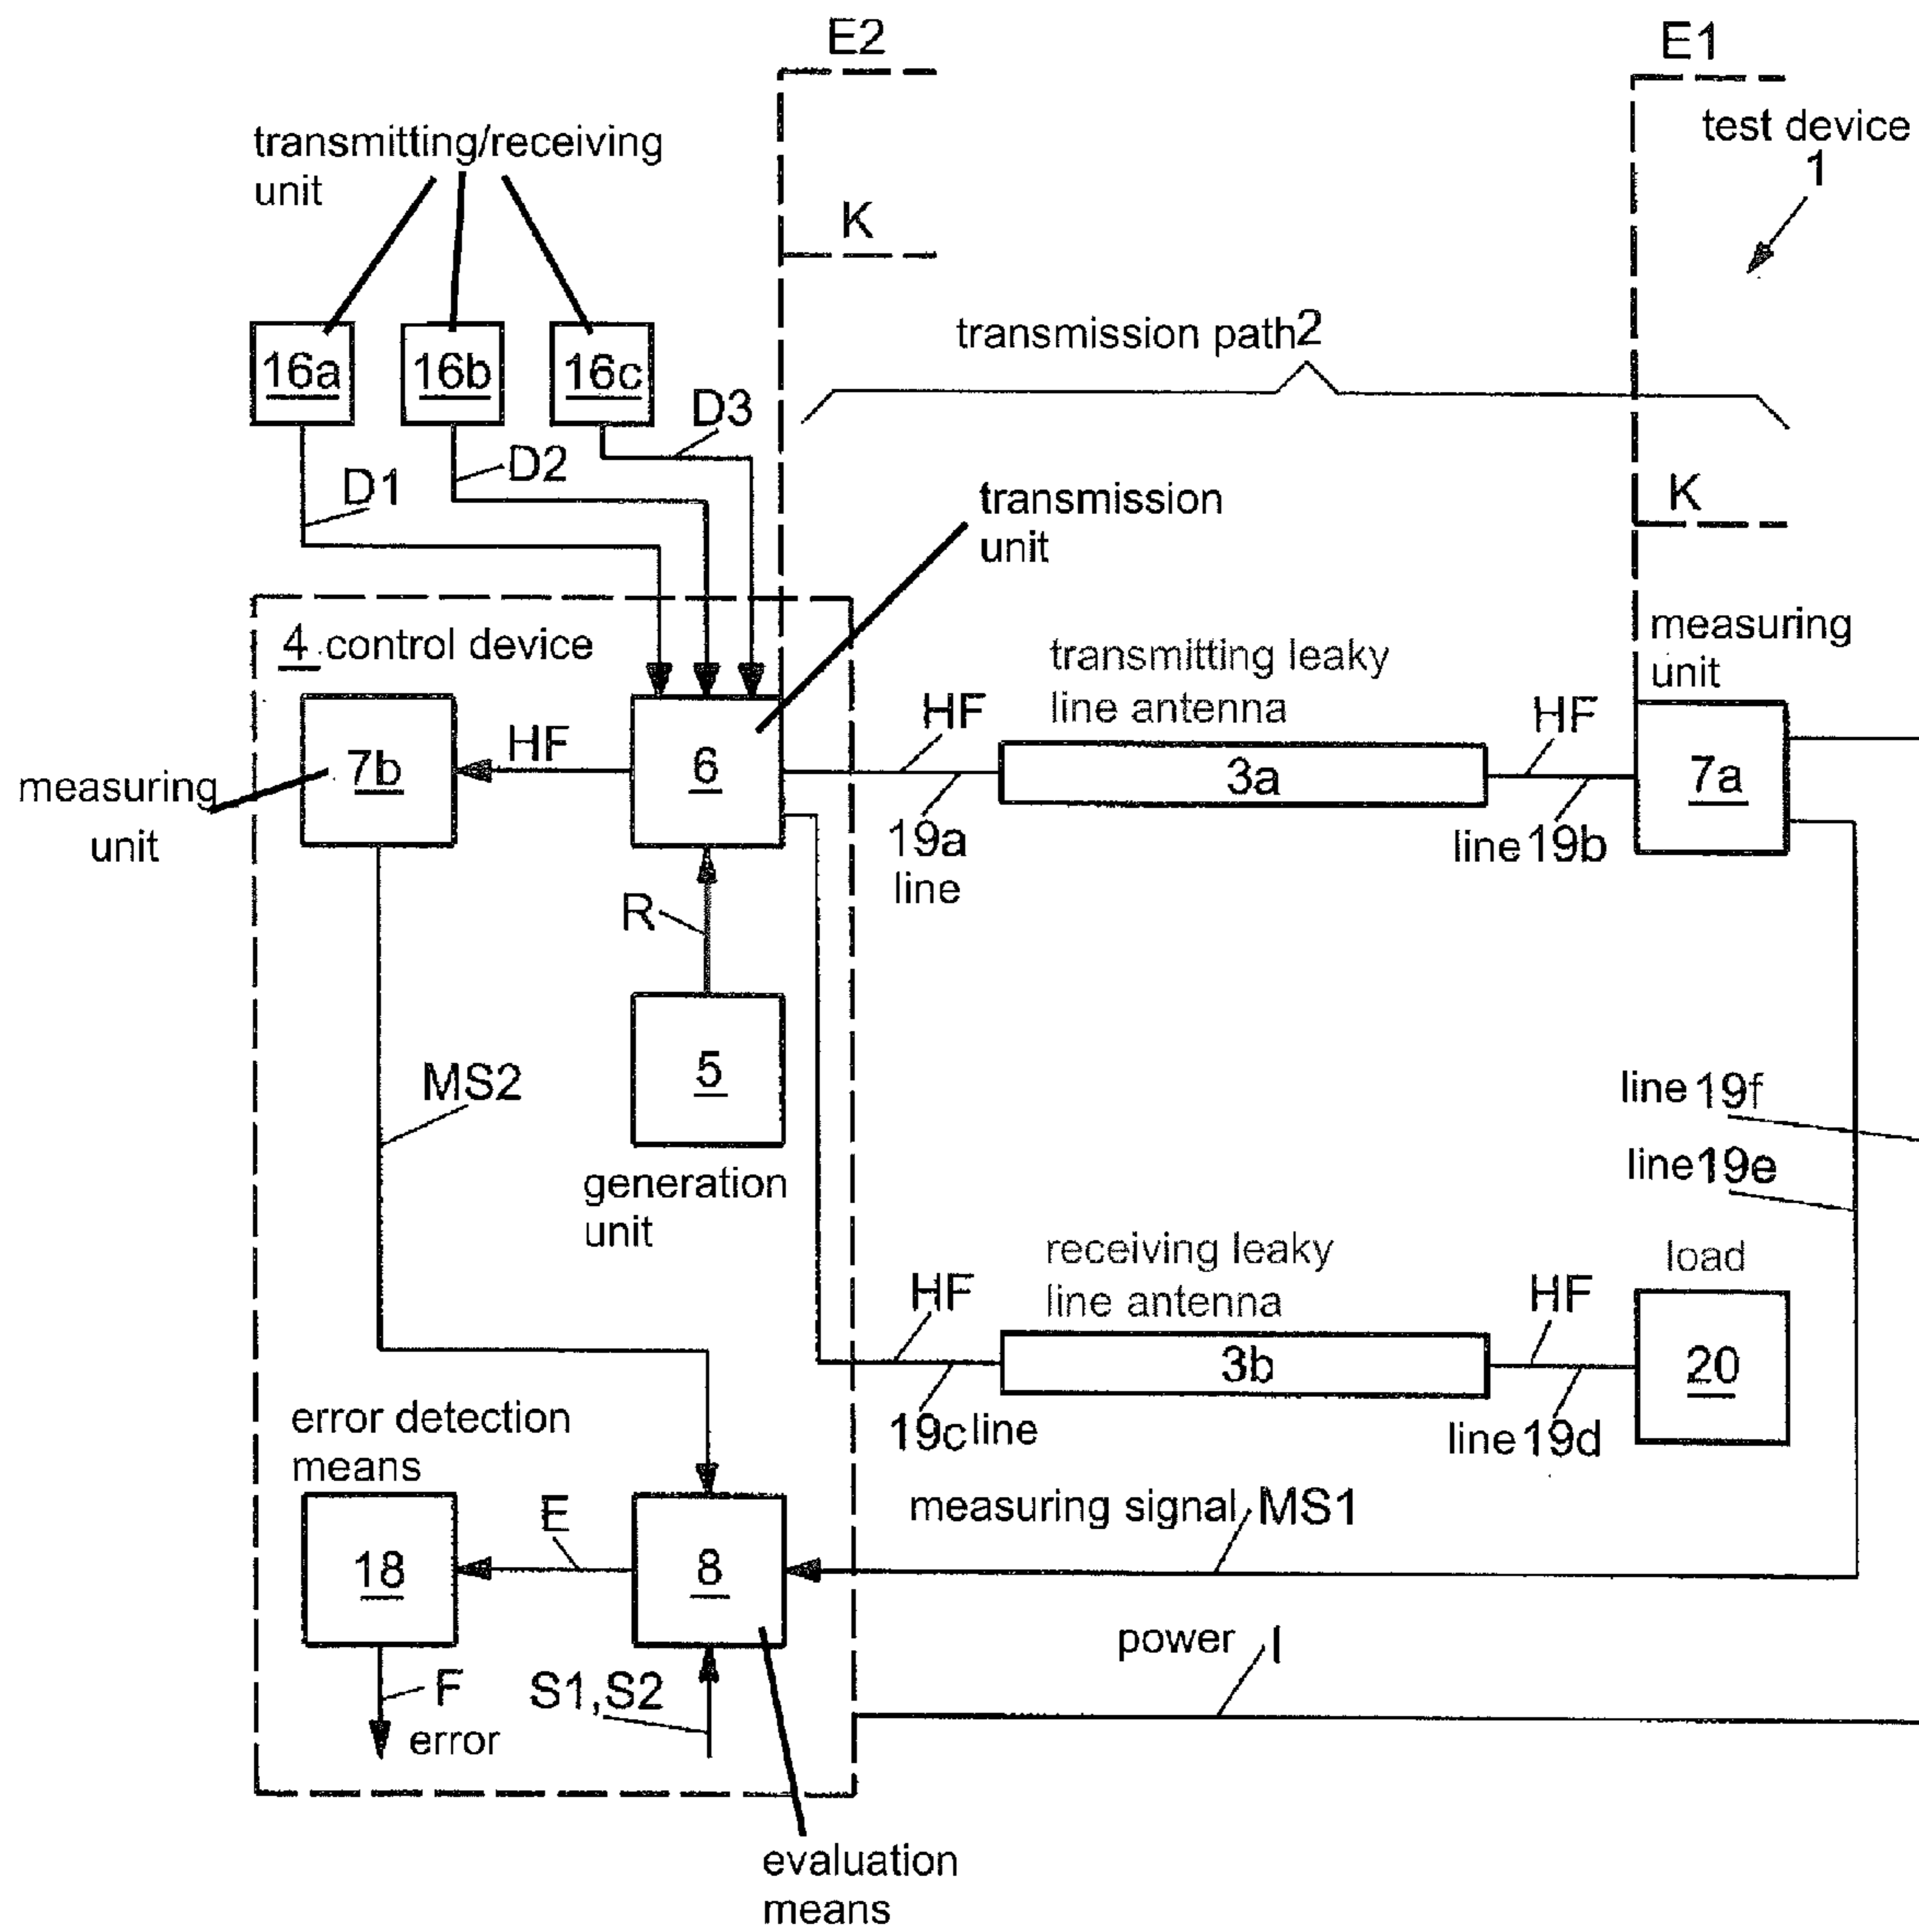 E2
E1
test device
1
transmitting/receiving
unit
K
transmission path 2
16a
16b
16c
D3
D2
D1
K
transmission
unit
4 control device
transmitting leaky
line antenna
measuring
unit
HF
HF
HF
7b
6
3a
7a
measuring
unit
19a
line
line 19b
R
5
MS2
generation
unit
line 19f
line 19e
receiving leaky
line antenna
load
HF
HF
3b
20
19c line
line 19d
error detection
means
measuring signal MS1
E
18
8
power I
F
error
S1,S2
evaluation
means